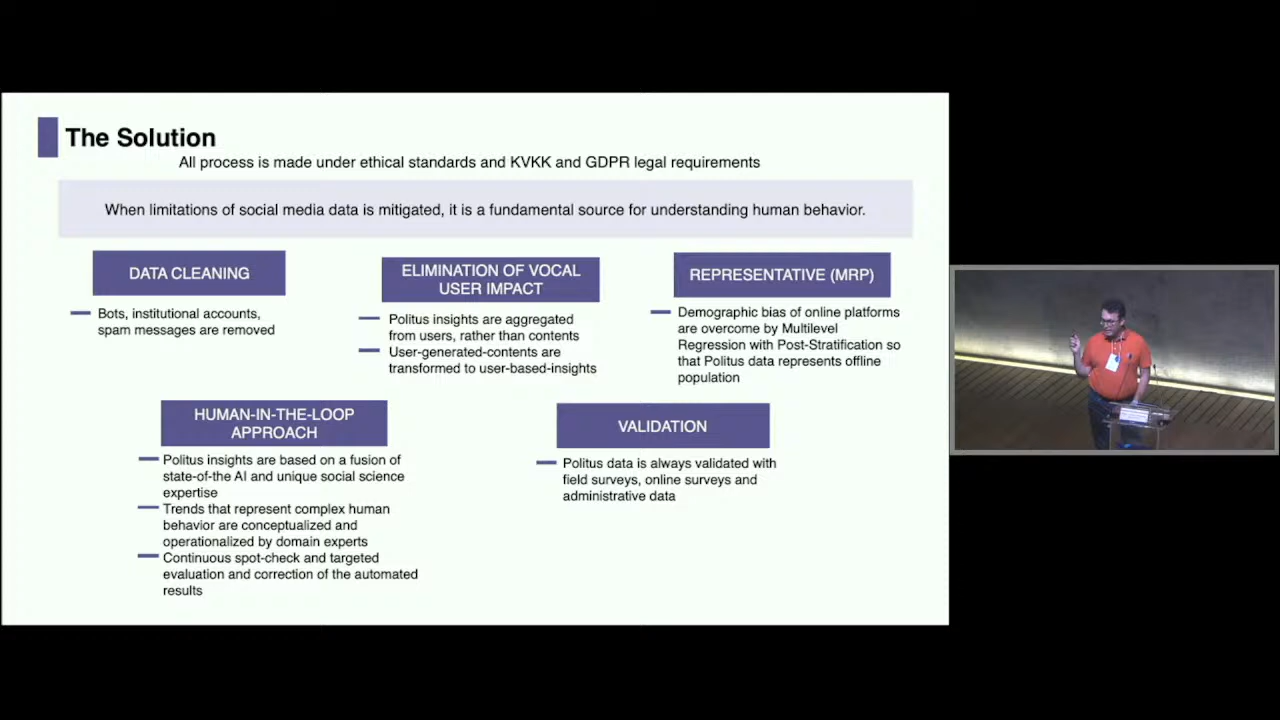 The Solution
All process is made under ethical standards and KVKK and GDPR legal requirements
When limitations of social media data is mitigated, it is a fundamental source for understanding human behavior.
DATA CLEANING
Bots, institutional accounts,
spam messages are removed
ELIMINATION OF VOCAL
USER IMPACT
Politus insights are aggregated
from users, rather than contents
User-generated-contents are
transformed to user-based-insights
REPRESENTATIVE (MRP)
Demographic bias of online platforms
are overcome by Multilevel
Regression with Post-Stratification so
that Politus data represents offline
population
HUMAN-IN-THE-LOOP
APPROACH
Politus insights are based on a fusion of
state-of-the AI and unique social science
expertise
Trends that represent complex human
behavior are conceptualized and
operationalized by domain experts
Continuous spot-check and targeted
evaluation and correction of the automated
results
VALIDATION
Politus data is always validated with
field surveys, online surveys and
administrative data